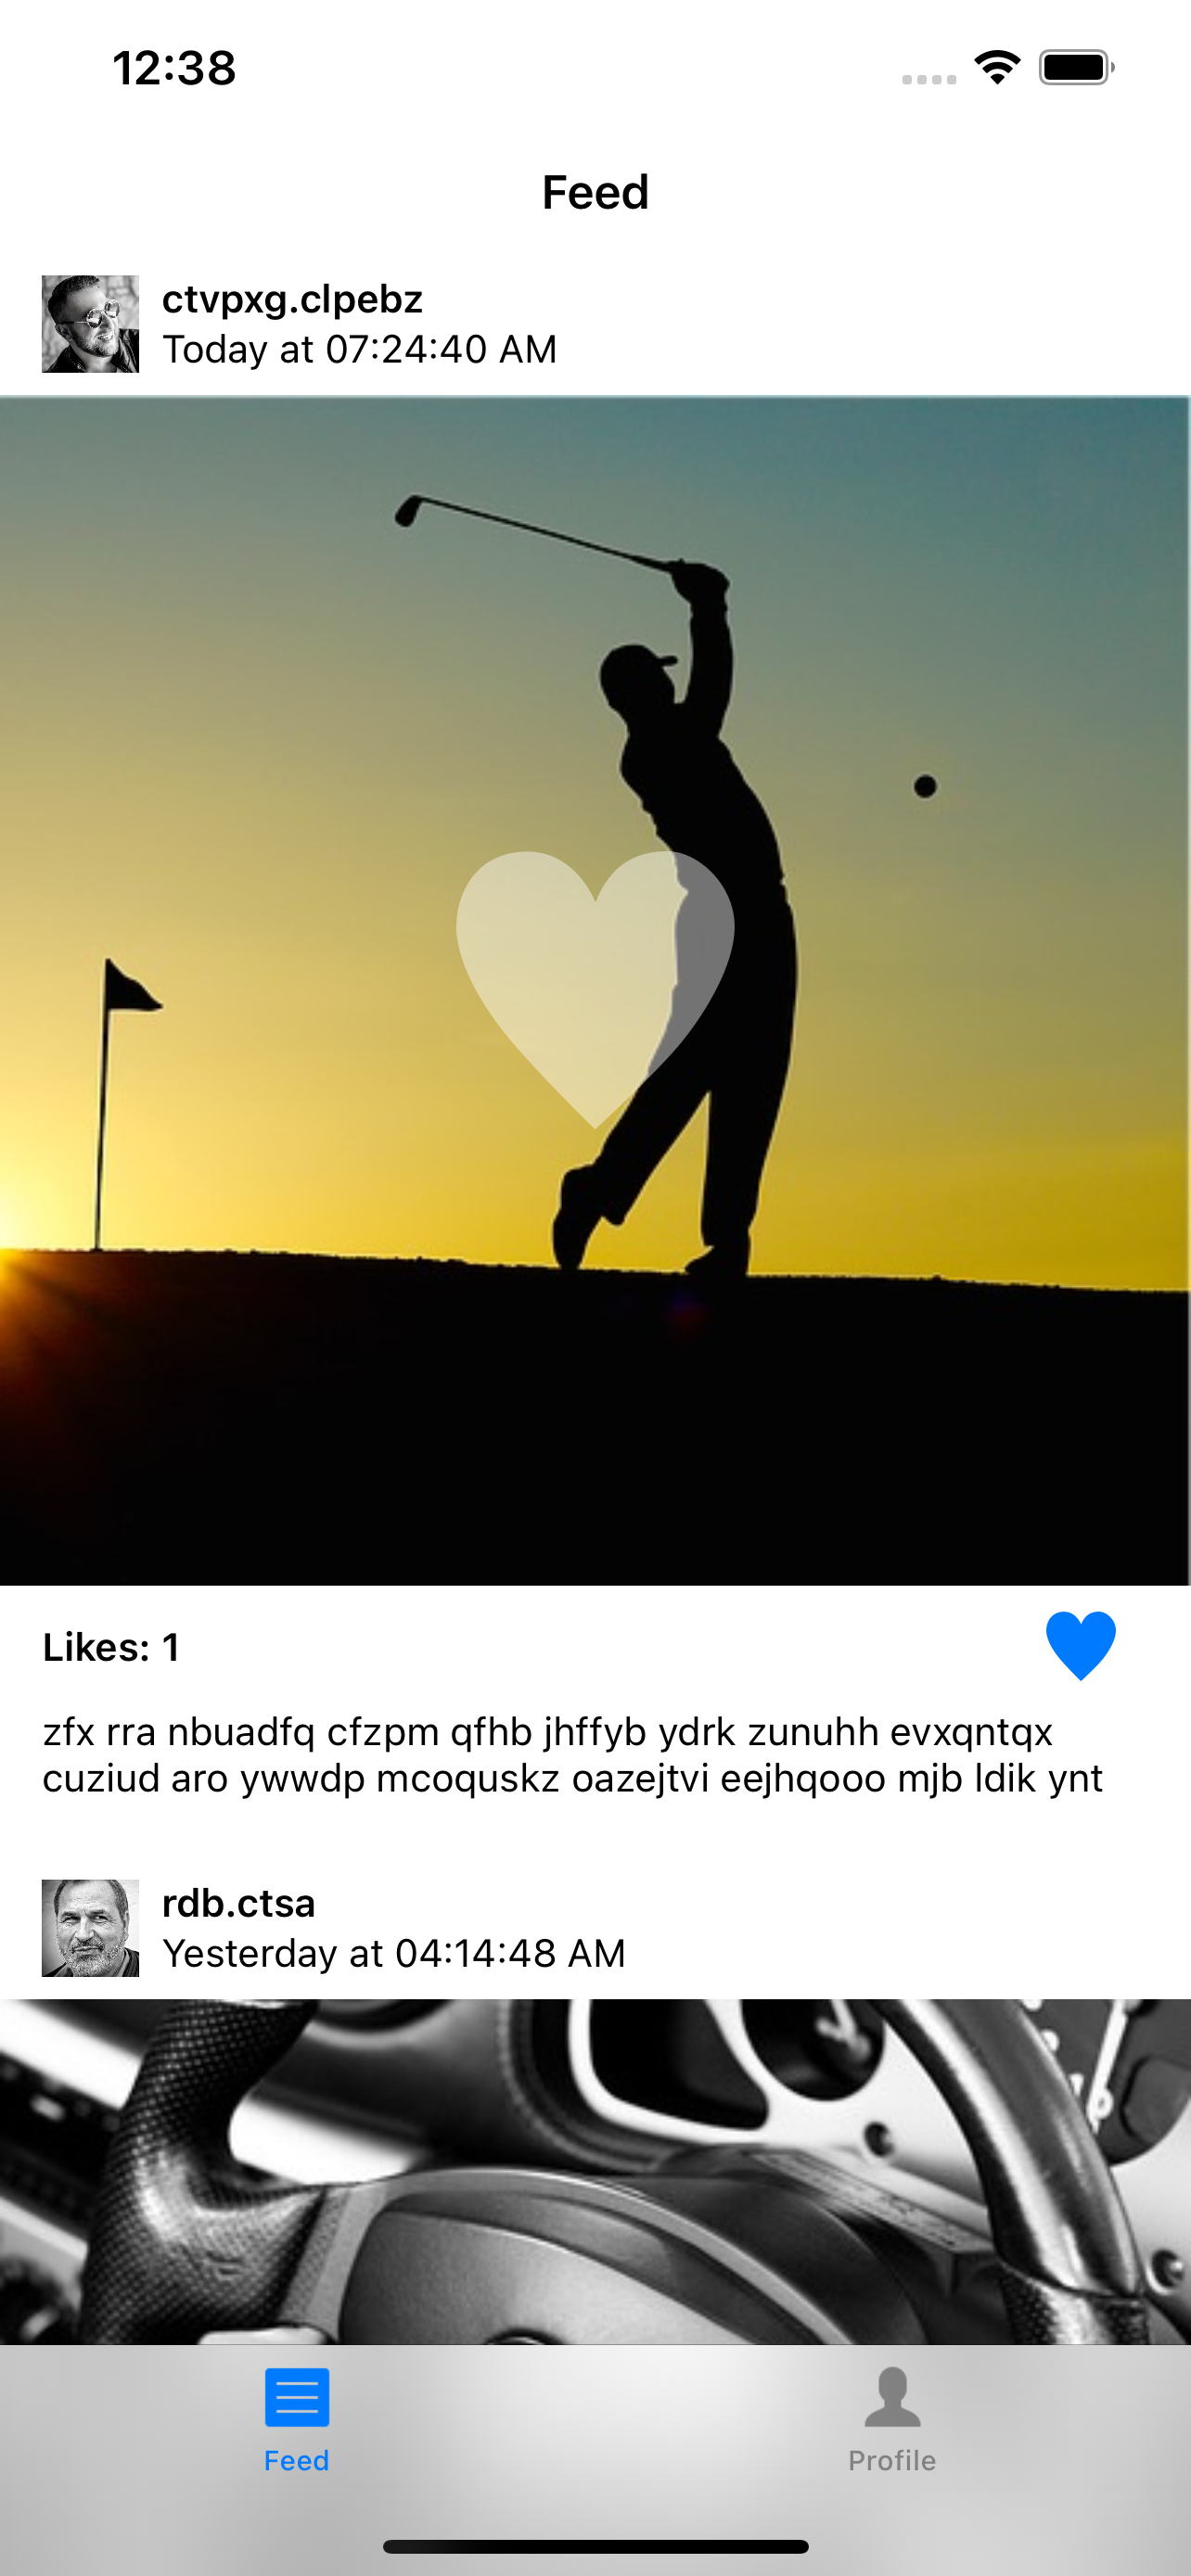 12:38
Feed
ctvpxg.clpebz
Today at 07:24:40 AM
Likes: 1
zfx rra nbuadfq cfzpm qfhb jhffyb ydrk zunuhh evxqntqx
cuziud aro ywwdp mcoquskz oazejtvi eejhqooo mjb ldik ynt
rdb.ctsa
Yesterday at 04:14:48 AM
Feed
Profile